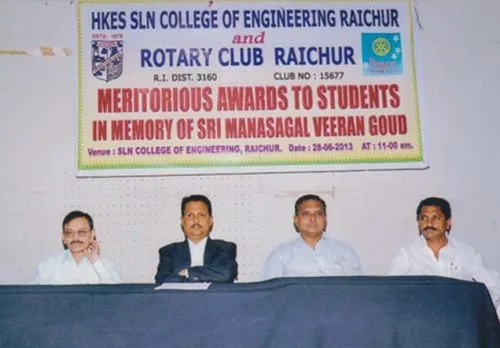 HKES SLN COLLEGE OF ENGINEERING RAICHUR
and
ESTD-1979
ROTARY CLUB RAICHUR
R.I. DIST. 3160 CLUB NO : 15677
MERITORIOUS AWARDS TO STUDENTS
IN MEMORY OF SRI MANASAGAL VEERAN GOUD
Venue : SLN COLLEGE OF ENGINEERING, RAICHUR. Date : 28-06-2013 AT : 11-00 am.